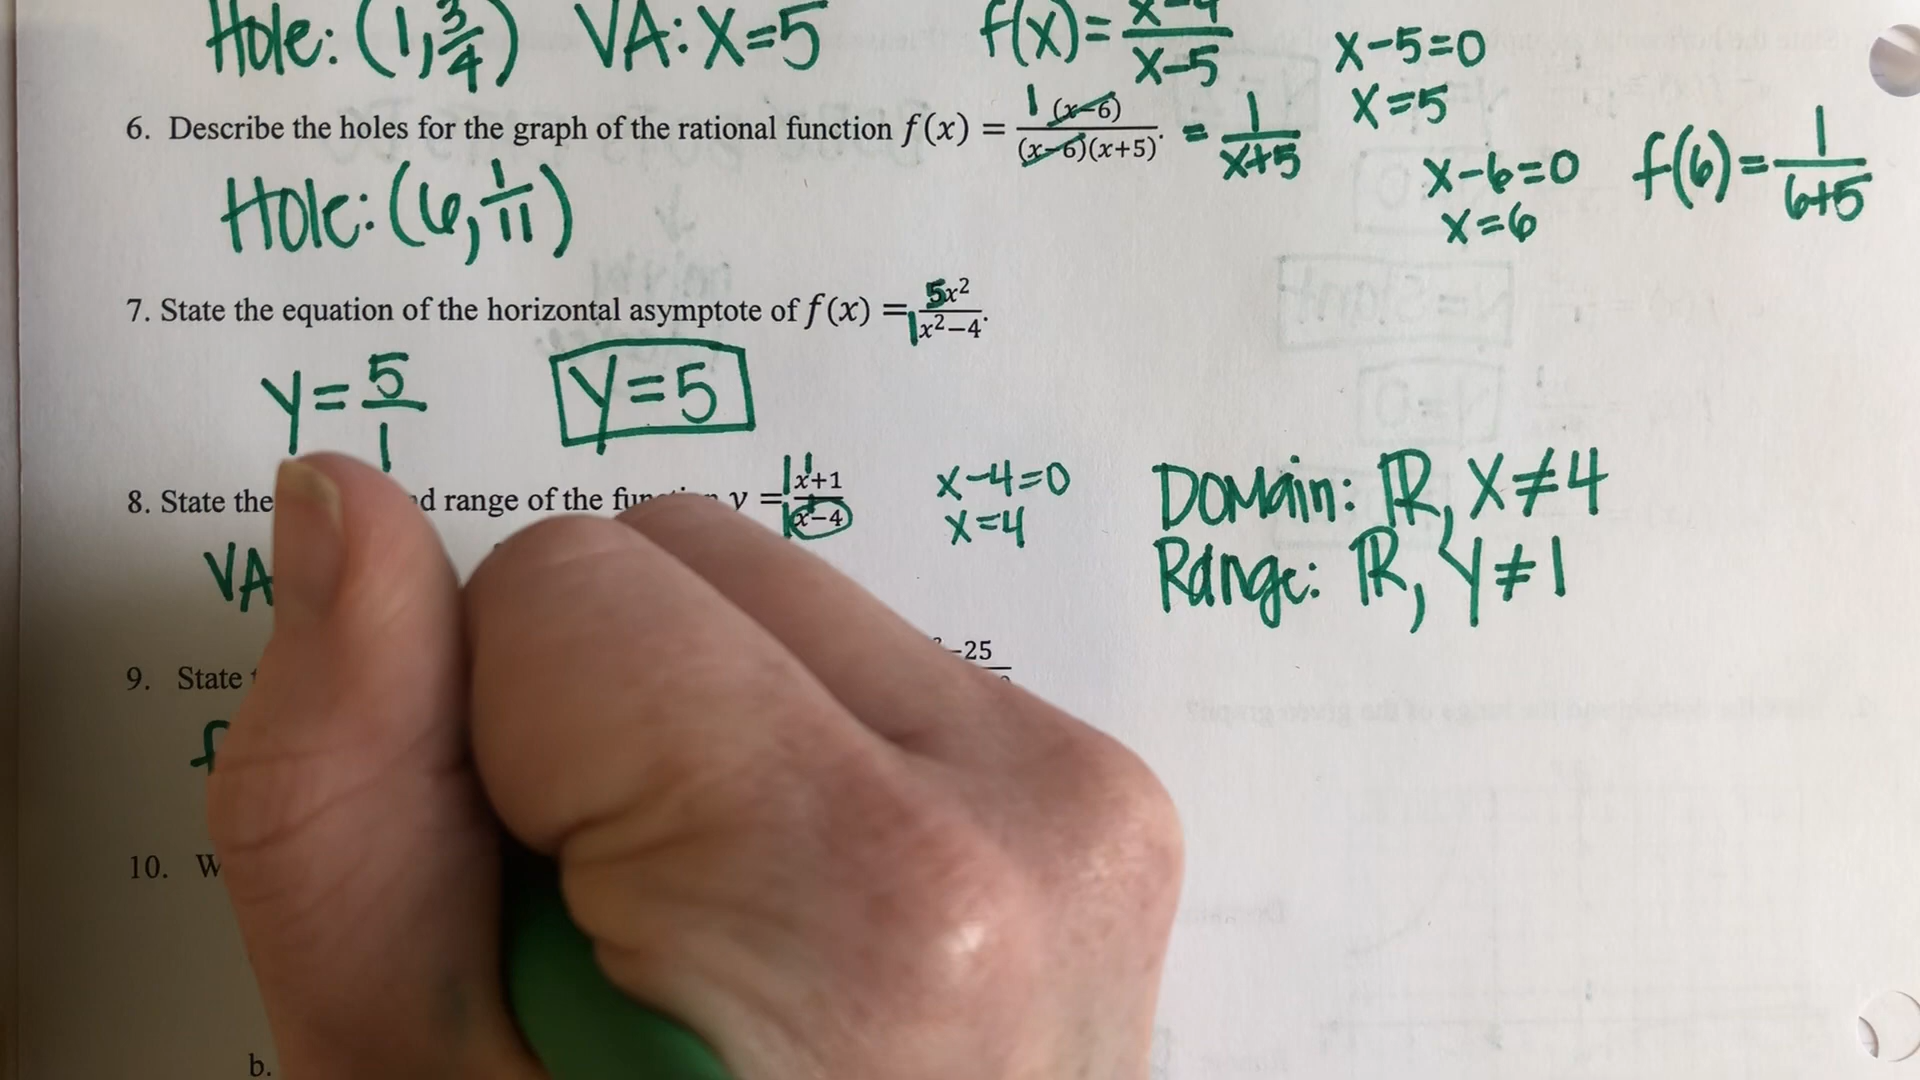 Hole: (1, 3/4) VA: X=5 f(x) = x-4/x-5 x-5=0
x=5
6. Describe the holes for the graph of the rational function f(x) = 1 (x−6)/(x−6)(x+5). = 1/x+5
Hole: (6, 1/11) x-6=0 f(6) = 1/6+5
x=6
7. State the equation of the horizontal asymptote of f(x) = 5x²/1x²−4.
y = 5/1 y=5
8. State the d range of the y = 1x¹+1/1x¹−4 x-4=0 Domain: ℝ, X≠4
x=4
VA Range: ℝ, Y≠1
9. State −25
f
10.
b.